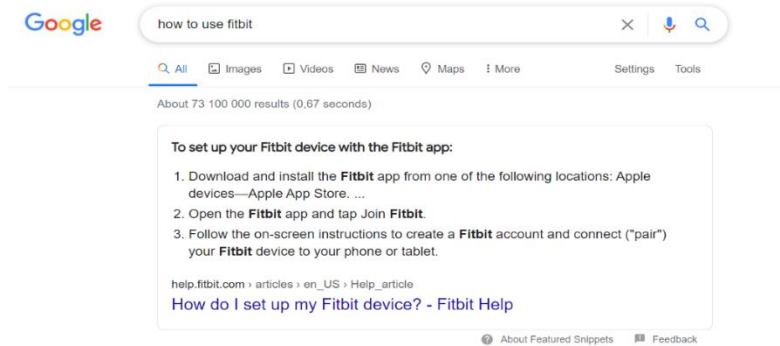 Google
how to use fitbit
All Images Videos News Maps More Settings Tools
About 73 100 000 results (0,67 seconds)
To set up your Fitbit device with the Fitbit app:
1. Download and install the Fitbit app from one of the following locations: Apple
devices—Apple App Store. ...
2. Open the Fitbit app and tap Join Fitbit.
3. Follow the on-screen instructions to create a Fitbit account and connect ("pair")
your Fitbit device to your phone or tablet.
help.fitbit.com › articles › en_US › Help_article
How do I set up my Fitbit device? - Fitbit Help
About Featured Snippets Feedback